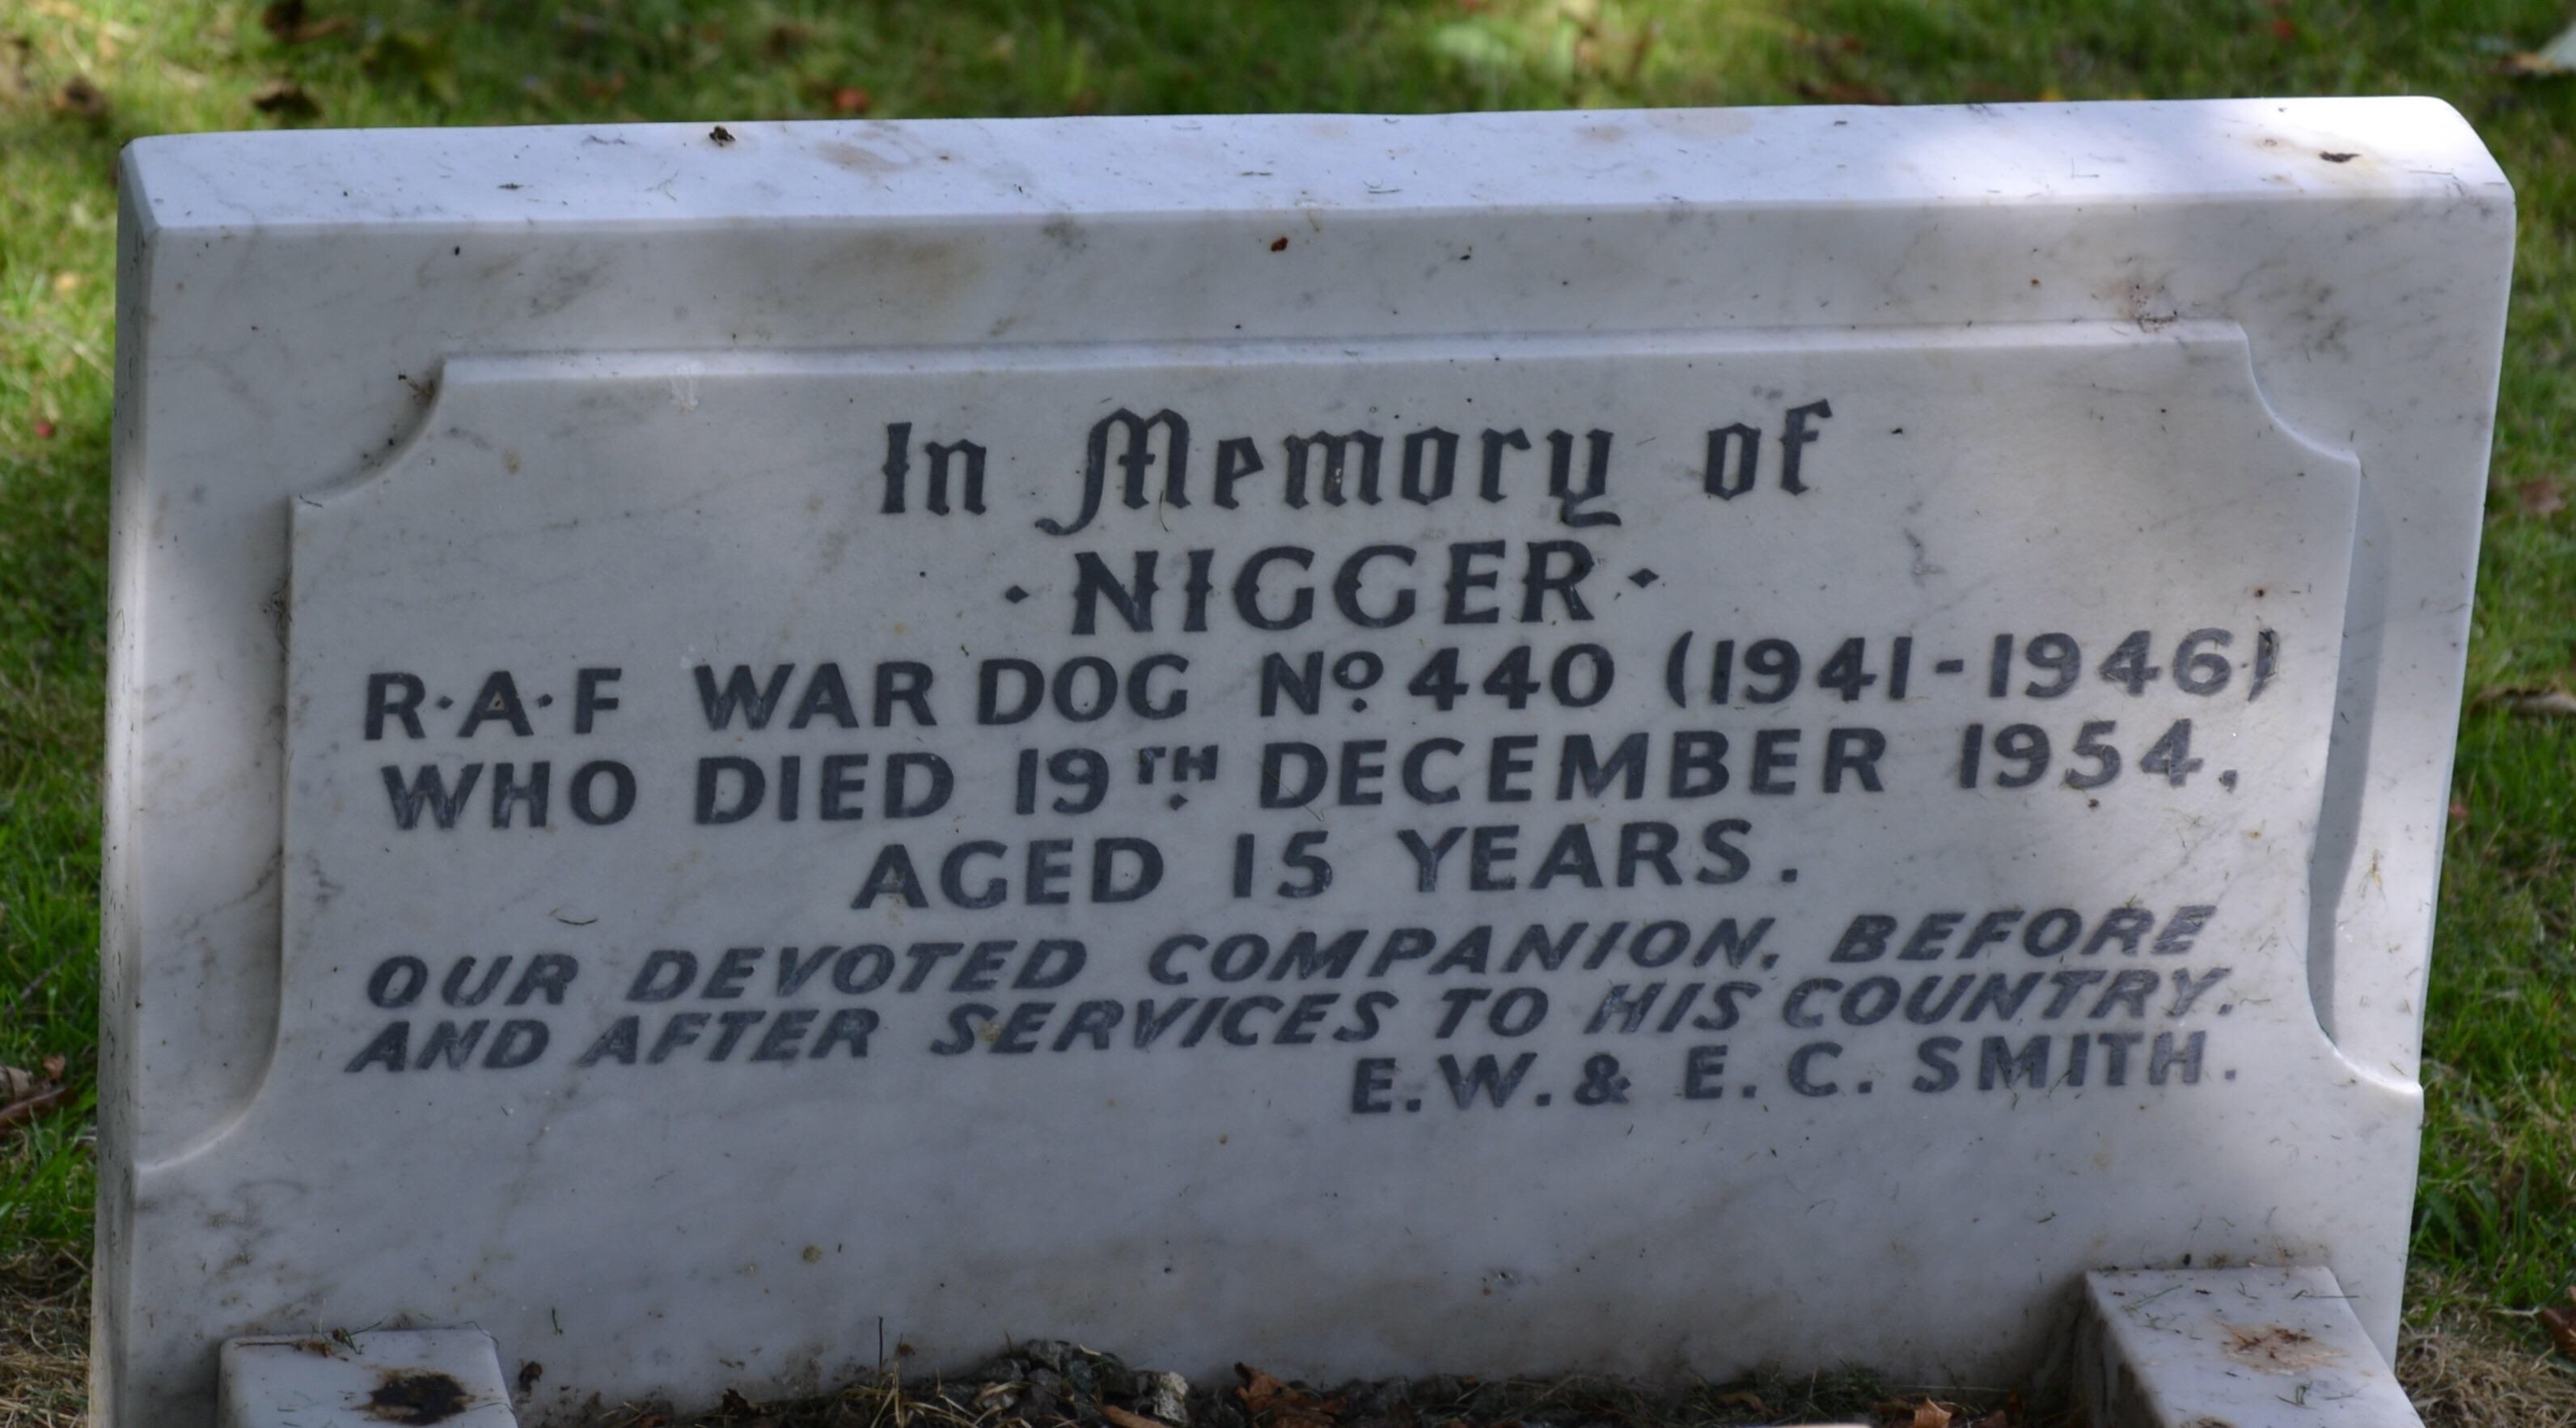 In Memory of
· NIGGER ·
R·A·F WAR DOG Nº 440 (1941-1946)
WHO DIED 19TH DECEMBER 1954,
AGED 15 YEARS.
OUR DEVOTED COMPANION, BEFORE
AND AFTER SERVICES TO HIS COUNTRY.
E.W. & E.C. SMITH.